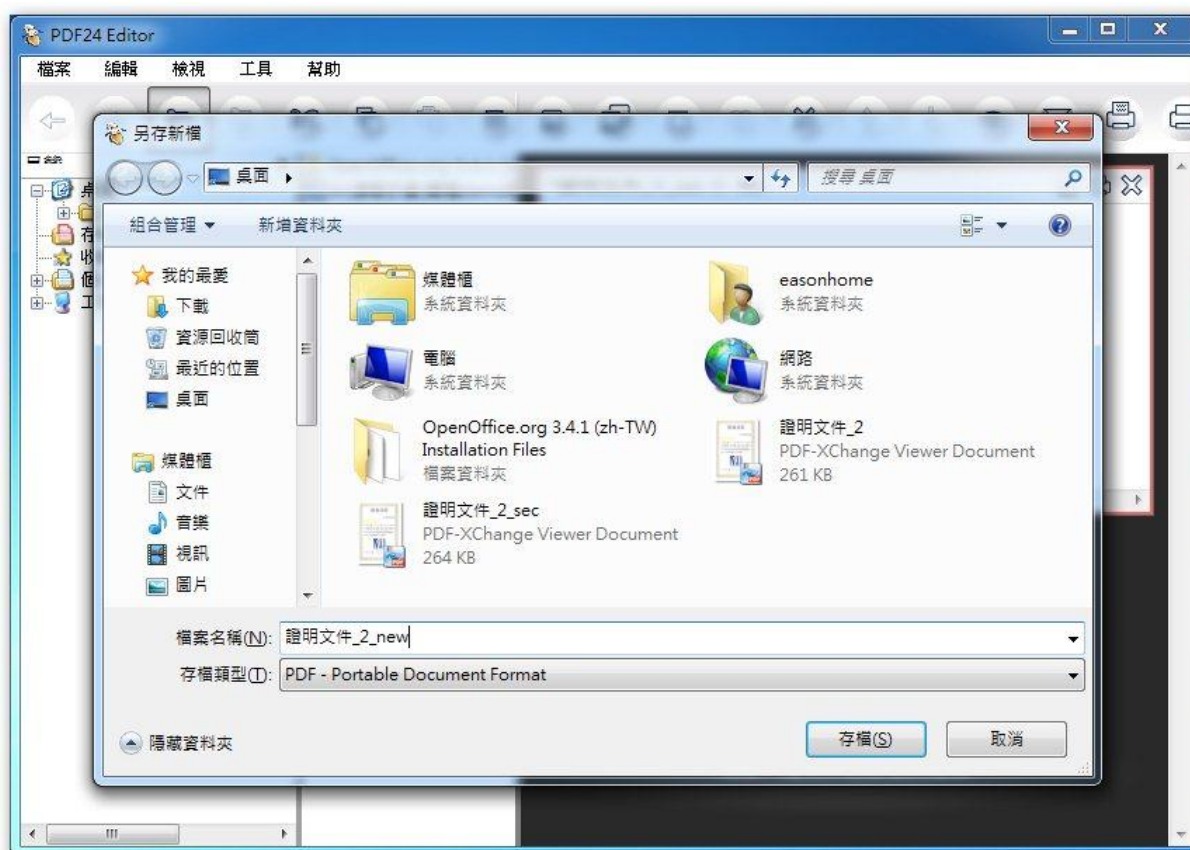 PDF24 Editor
檔案 編輯 檢視 工具 幫助
另存新檔
桌面
搜尋 桌面
組合管理 新增資料夾
我的最愛
下載
資源回收筒
最近的位置
桌面
媒體櫃
文件
音樂
視訊
圖片
媒體櫃
系統資料夾
easonhome
系統資料夾
電腦
系統資料夾
網路
系統資料夾
OpenOffice.org 3.4.1 (zh-TW)
Installation Files
檔案資料夾
證明文件_2
PDF-XChange Viewer Document
261 KB
證明文件_2_sec
PDF-XChange Viewer Document
264 KB
檔案名稱(N): 證明文件_2_new
存檔類型(T): PDF - Portable Document Format
隱藏資料夾
存檔(S) 取消